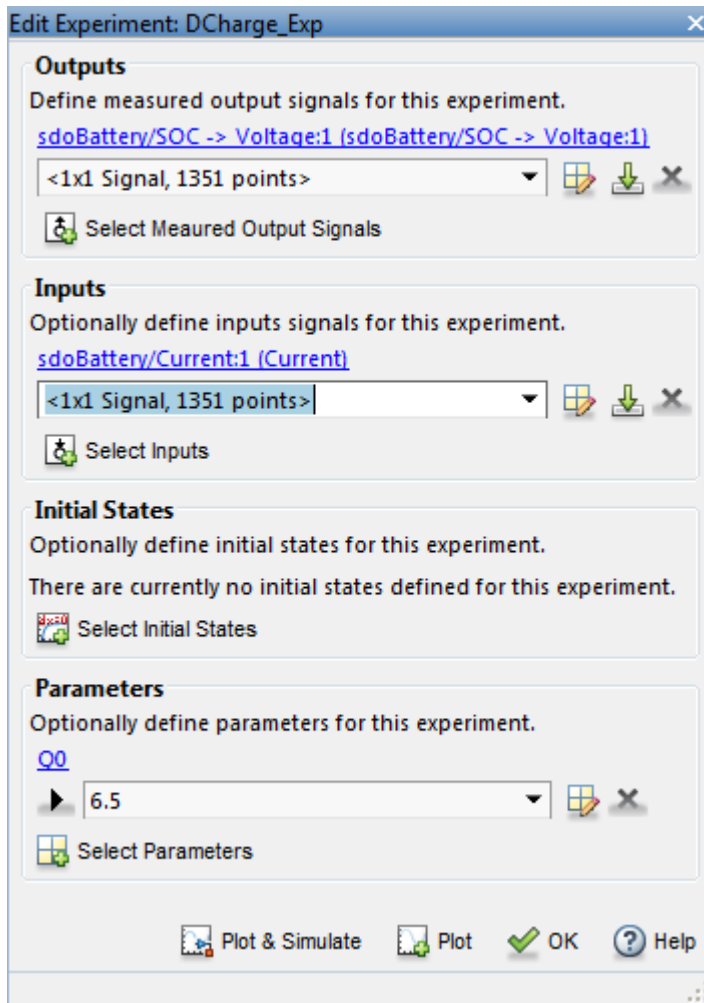 Edit Experiment: DCharge_Exp
Outputs
Define measured output signals for this experiment.
sdoBattery/SOC -> Voltage:1 (sdoBattery/SOC -> Voltage:1)
<1x1 Signal, 1351 points>
Select Meaured Output Signals
Inputs
Optionally define inputs signals for this experiment.
sdoBattery/Current:1 (Current)
<1x1 Signal, 1351 points>
Select Inputs
Initial States
Optionally define initial states for this experiment.
There are currently no initial states defined for this experiment.
Select Initial States
Parameters
Optionally define parameters for this experiment.
Q0
6.5
Select Parameters
Plot & Simulate Plot OK Help